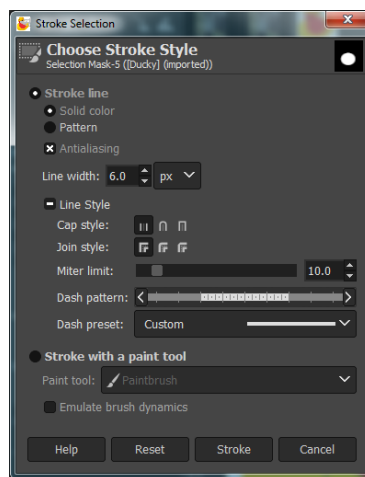 Stroke Selection
Choose Stroke Style
Selection Mask-5 ([Ducky] (imported))
Stroke line
Solid color
Pattern
Antialiasing
Line width: 6.0 px
Line Style
Cap style:
Join style:
Miter limit: 10.0
Dash pattern:
Dash preset: Custom
Stroke with a paint tool
Paint tool: Paintbrush
Emulate brush dynamics
Help Reset Stroke Cancel